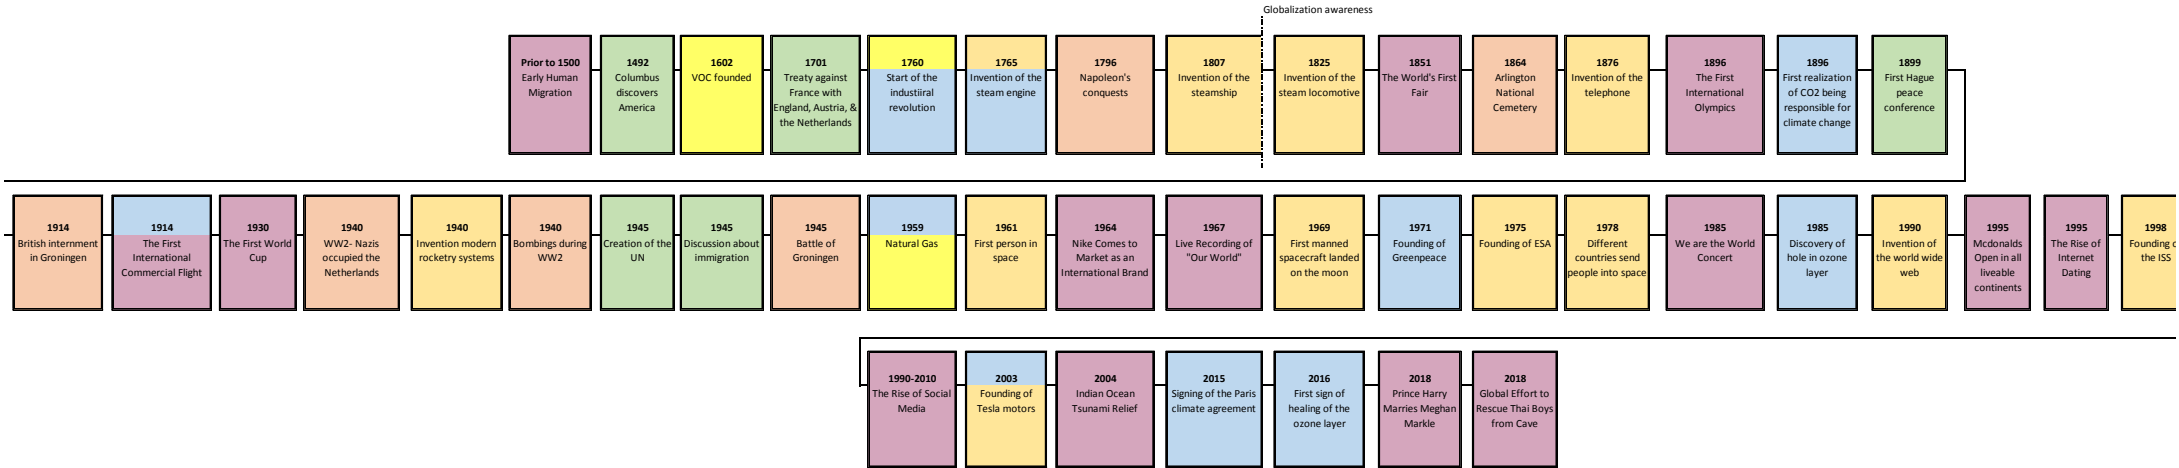 Globalization awareness
Prior to 1500
Early Human
Migration
1492
Columbus
discovers
America
1602
VOC founded
1701
Treaty against
France with
England, Austria, &
the Netherlands
1760
Start of the
industiiral
revolution
1765
Invention of the
steam engine
1796
Napoleon's
conquests
1807
Invention of the
steamship
1825
Invention of the
steam locomotive
1851
The World's First
Fair
1864
Arlington
National
Cemetery
1876
Invention of the
telephone
1896
The First
International
Olympics
1896
First realization
of CO2 being
responsible for
climate change
1899
First Hague
peace
conference
1914
British internment
in Groningen
1914
The First
International
Commercial Flight
1930
The First World
Cup
1940
WW2- Nazis
occupied the
Netherlands
1940
Invention modern
rocketry systems
1940
Bombings during
WW2
1945
Creation of the
UN
1945
Discussion about
immigration
1945
Battle of
Groningen
1959
Natural Gas
1961
First person in
space
1964
Nike Comes to
Market as an
International Brand
1967
Live Recording of
"Our World"
1969
First manned
spacecraft landed
on the moon
1971
Founding of
Greenpeace
1975
Founding of ESA
1978
Different
countries send
people into space
1985
We are the World
Concert
1985
Discovery of
hole in ozone
layer
1990
Invention of
the world wide
web
1995
Mcdonalds
Open in all
liveable
continents
1995
The Rise of
Internet
Dating
1998
Founding o
the ISS
1990-2010
The Rise of Social
Media
2003
Founding of
Tesla motors
2004
Indian Ocean
Tsunami Relief
2015
Signing of the Paris
climate agreement
2016
First sign of
healing of the
ozone layer
2018
Prince Harry
Marries Meghan
Markle
2018
Global Effort to
Rescue Thai Boys
from Cave